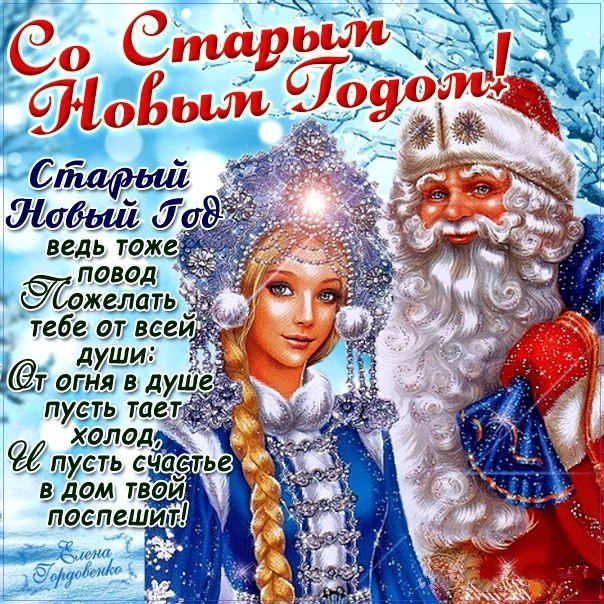 Со Старым
Новым Годом!
Старый
Новый Год
ведь тоже
повод
Пожелать
тебе от всей
души:
От огня в душе
пусть тает
холод,
И пусть счастье
в дом твой
поспешит!
Елена
Гордовенко